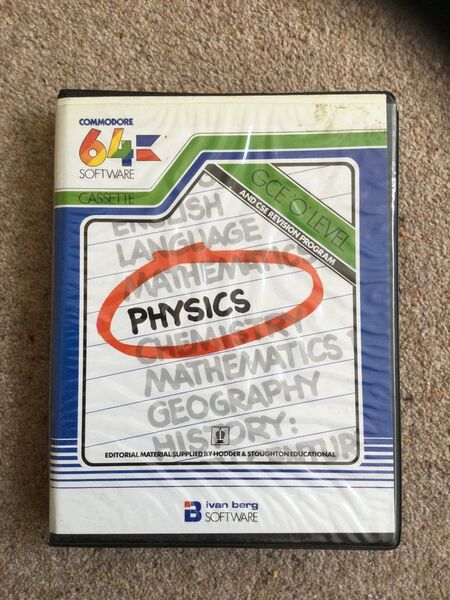 COMMODORE
64
SOFTWARE
CASSETTE
GCE 'O' LEVEL
AND CSE REVISION PROGRAM
ENGLISH
LANGUAGE
MATHEMATICS
PHYSICS
CHEMISTRY
MATHEMATICS
GEOGRAPHY
HISTORY:
EDITORIAL MATERIAL SUPPLIED BY HODDER & STOUGHTON EDUCATIONAL
ivan berg
SOFTWARE